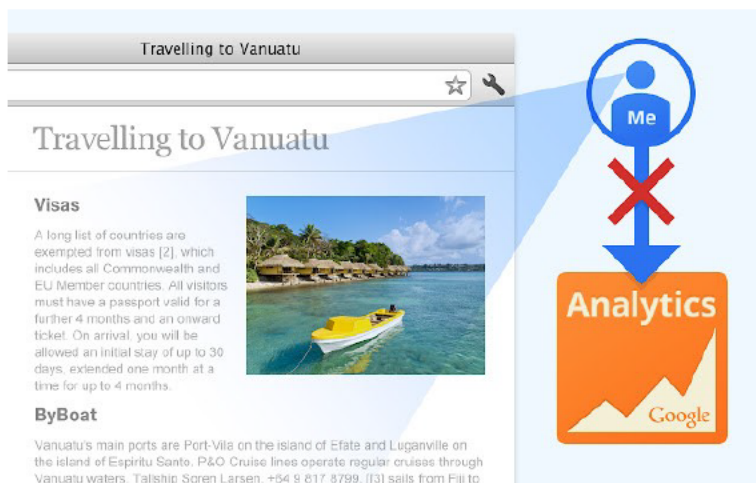 Travelling to Vanuatu
Travelling to Vanuatu
Visas
A long list of countries are
exempted from visas [2], which
includes all Commonwealth and
EU Member countries. All visitors
must have a passport valid for a
further 4 months and an onward
ticket. On arrival, you will be
allowed an initial stay of up to 30
days, extended one month at a
time for up to 4 months.
ByBoat
Vanuatu's main ports are Port-Vila on the island of Efate and Luganville on
the island of Espiritu Santo. P&O Cruise lines operate regular cruises through
Vanuatu waters. Tallship Soren Larsen, +64 9 817 8799, [[3] sails from Fiji to
Me
Analytics
Google